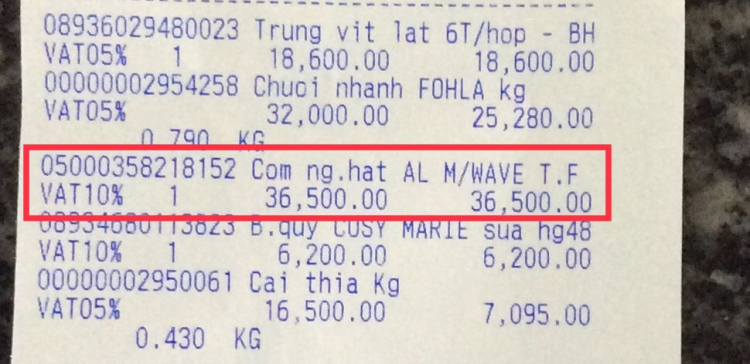 08936029480023 Trung vit lat 6T/hop - BH
VAT05% 1 18,600.00 18,600.00
00000002954258 Chuoi nhanh FOHLA kg
VAT05% 32,000.00 25,280.00
0.790 KG
05000358218152 Com ng.hat AL M/WAVE T.F
VAT10% 1 36,500.00 36,500.00
08934680113823 B.quy COSY MARIE sua hg48
VAT10% 1 6,200.00 6,200.00
00000002950061 Cai thia Kg
VAT05% 16,500.00 7,095.00
0.430 KG